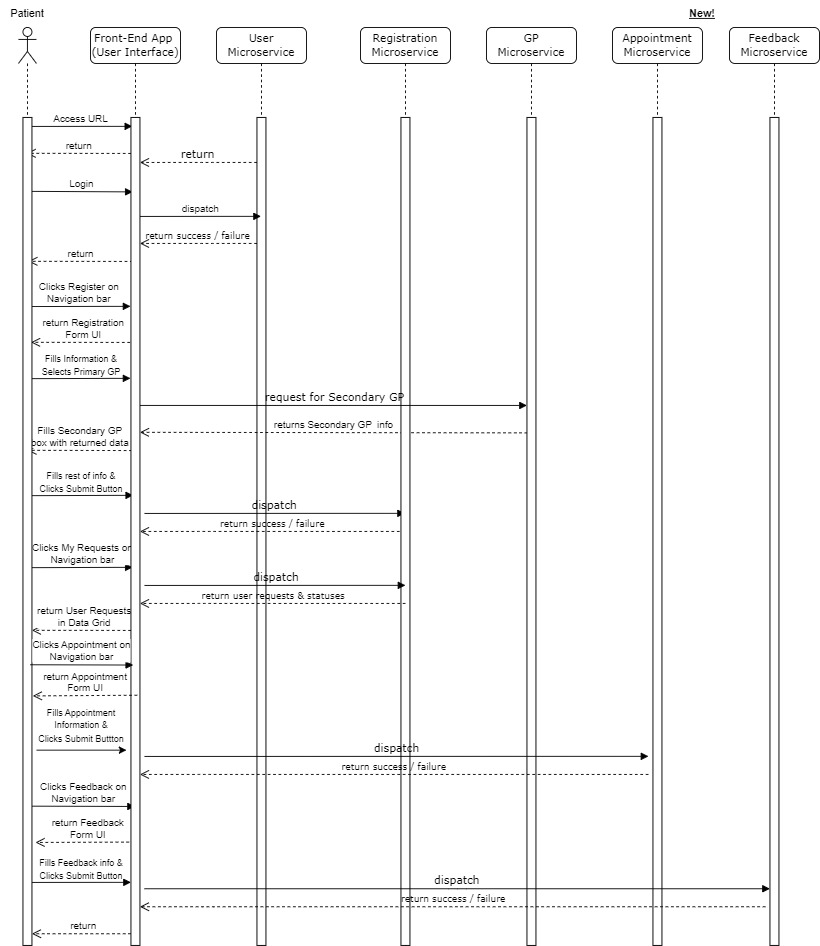 Patient
New!
Front-End App
(User Interface)
User
Microservice
Registration
Microservice
GP
Microservice
Appointment
Microservice
Feedback
Microservice
Access URL
return
return
Login
dispatch
return success / failure
return
Clicks Register on
Navigation bar
return Registration
Form UI
Fills Information &
Selects Primary GP
request for Secondary GP
returns Secondary GP info
Fills Secondary GP
box with returned data
Fills rest of info &
Clicks Submit Button
dispatch
return success / failure
Clicks My Requests on
Navigation bar
dispatch
return user requests & statuses
return User Requests
in Data Grid
Clicks Appointment on
Navigation bar
return Appointment
Form UI
Fills Appointment
Information &
Clicks Submit Buttton
dispatch
return success / failure
Clicks Feedback on
Navigation bar
return Feedback
Form UI
Fills Feedback info &
Clicks Submit Button
dispatch
return success / failure
return